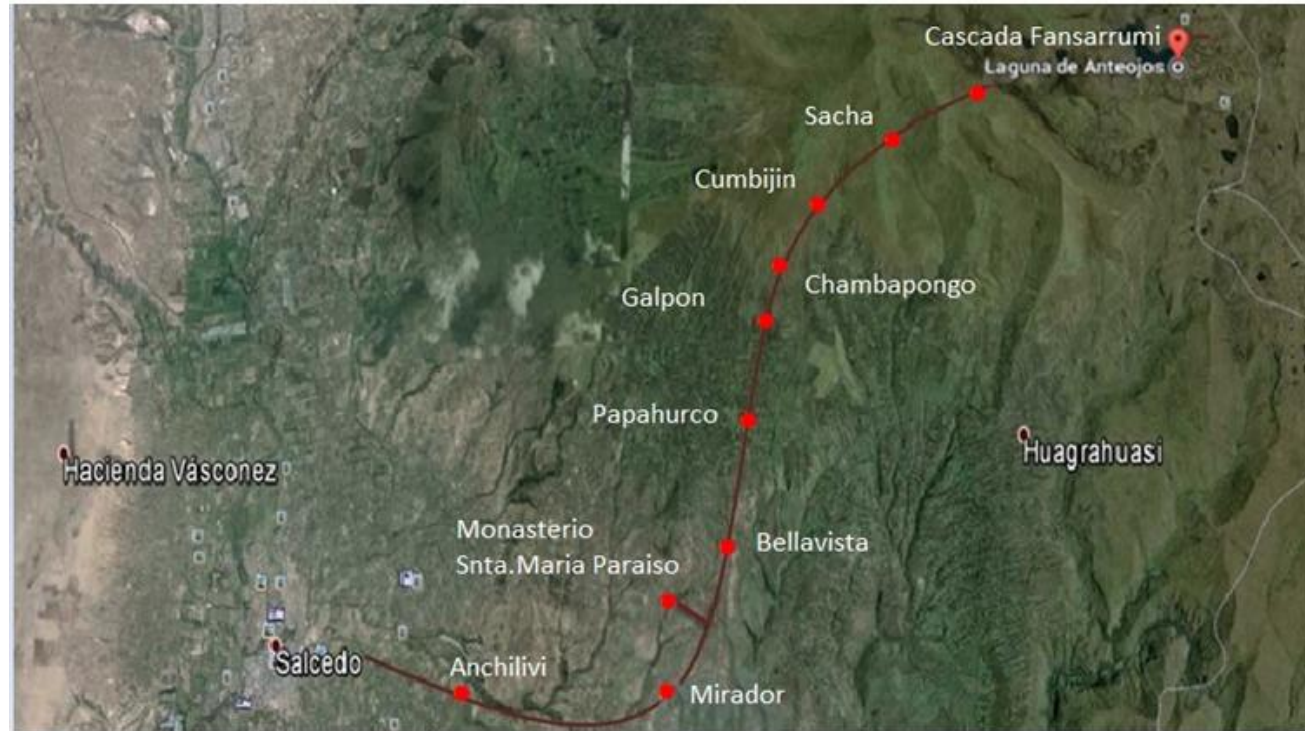 Cascada Fansarrumi
Laguna de Anteojos
Sacha
Cumbijin
Chambapongo
Galpon
Papahurco
Huagrahuasi
Hacienda Vásconez
Monasterio
Snta.Maria Paraiso
Bellavista
Salcedo
Anchilivi
Mirador